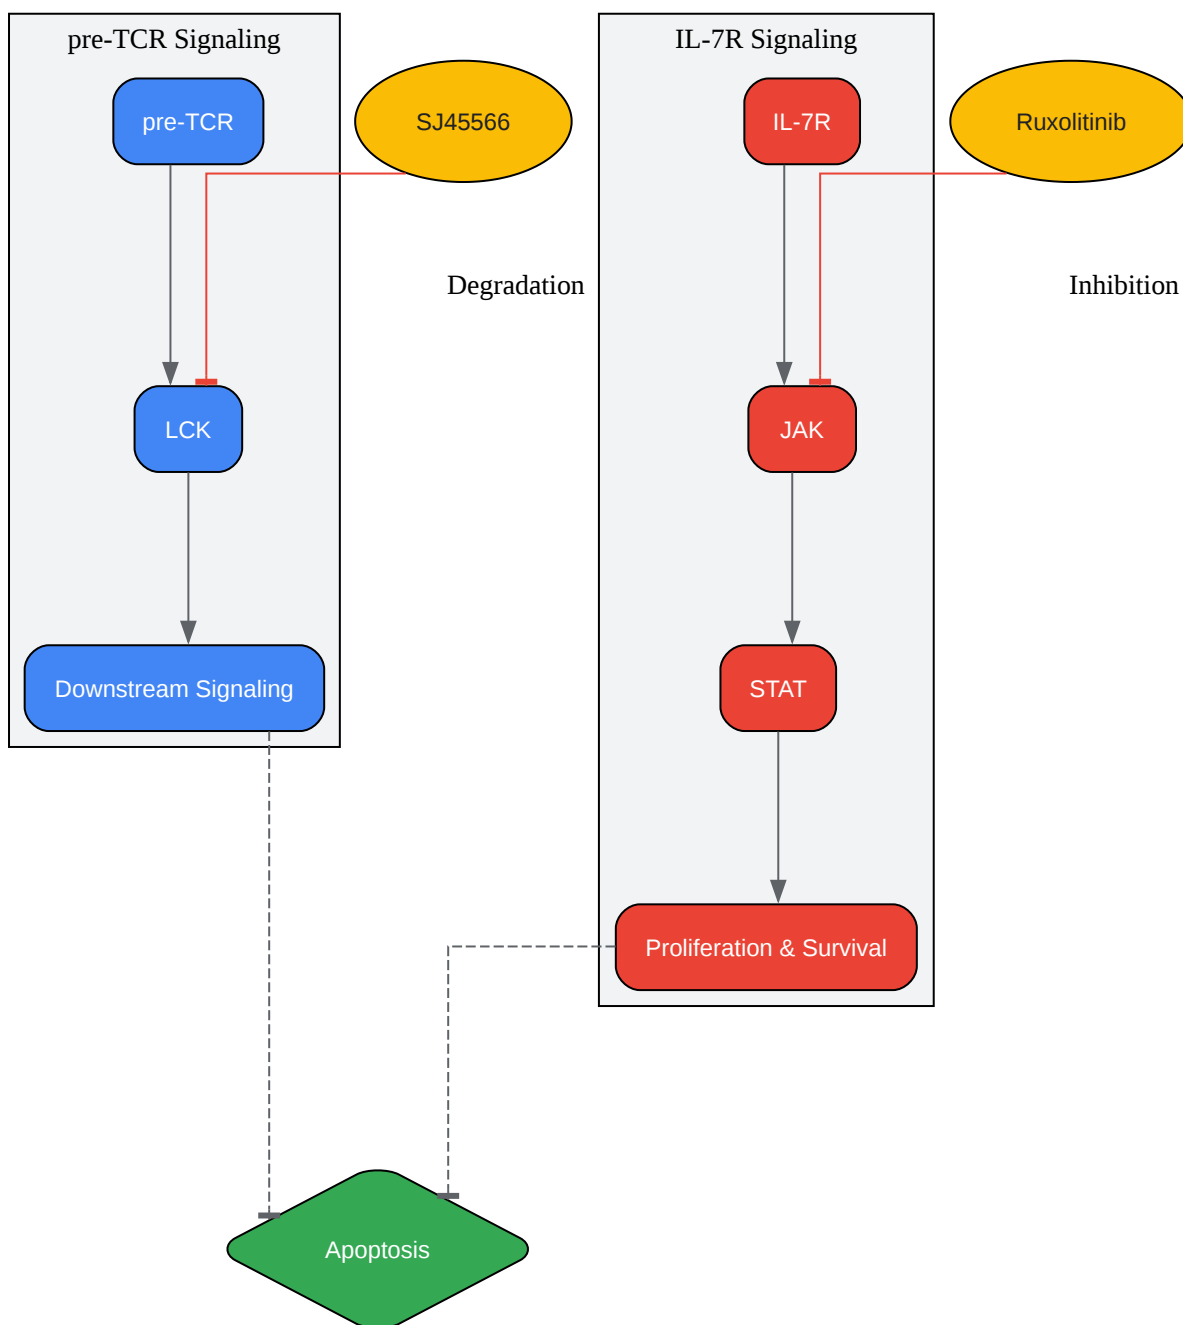 pre-TCR Signaling
IL-7R Signaling
pre-TCR
SJ45566
IL-7R
Ruxolitinib
Degradation
Inhibition
LCK
JAK
Downstream Signaling
STAT
Proliferation & Survival
Apoptosis